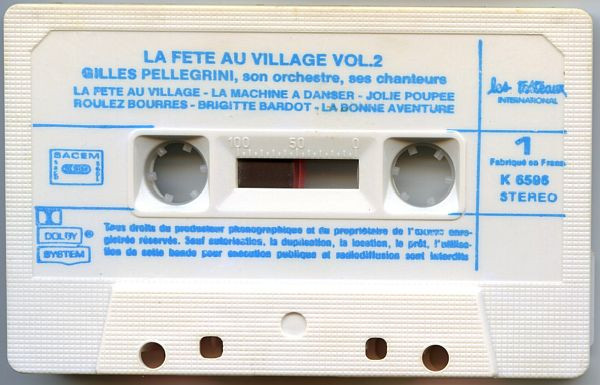 LA FETE AU VILLAGE VOL.2
GILLES PELLEGRINI, son orchestre, ses chanteurs
LA FETE AU VILLAGE - LA MACHINE A DANSER - JOLIE POUPEE
ROULEZ BOURRES - BRIGITTE BARDOT - LA BONNE AVENTURE
les Tréteaux
INTERNATIONAL
SACEM
100 50 0
1
Fabriqué en Franc
K 6596
STEREO
DOLBY ®
SYSTEM
Tous droits du producteur phonographique et du propriétaire de l'œuvre enre-
gistrée réservés. Sauf autorisation, la duplication, la location, le prêt, l'utilisa-
tion de cette bande pour execution publique et radiodiffusion sont interdits